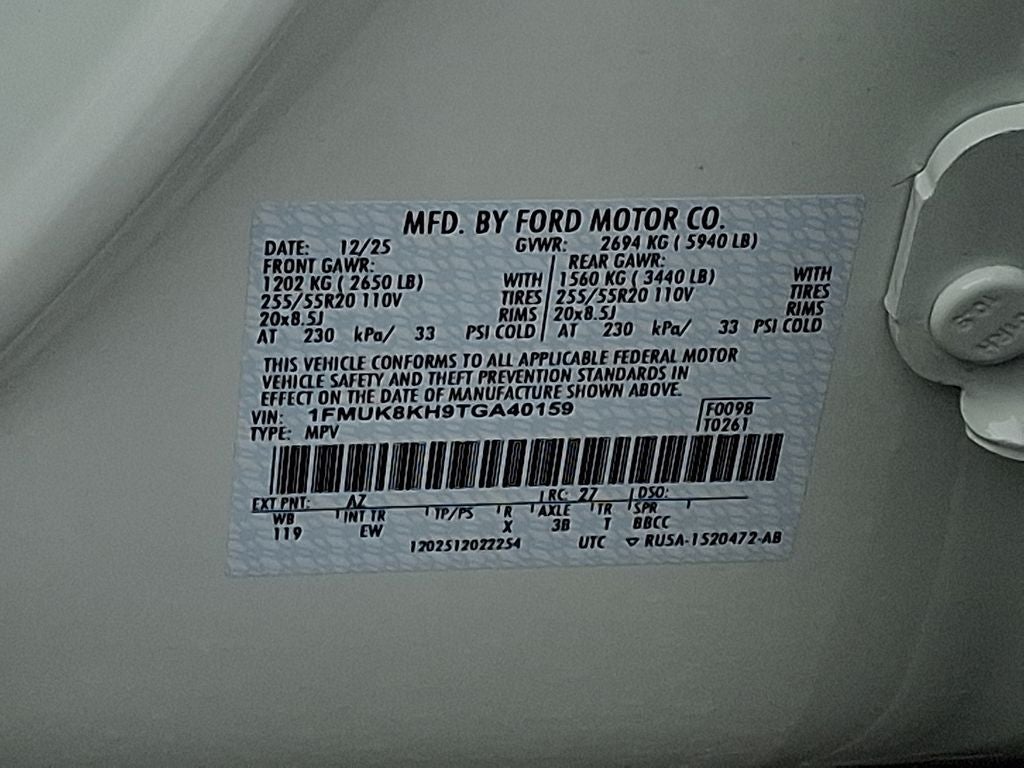 MFD. BY FORD MOTOR CO.
DATE: 12/25 GVWR: 2694 KG ( 5940 LB)
FRONT GAWR: REAR GAWR:
1202 KG ( 2650 LB) WITH 1560 KG ( 3440 LB) WITH
255/55R20 110V TIRES 255/55R20 110V TIRES
20x8.5J RIMS 20x8.5J RIMS
AT 230 kPa/ 33 PSI COLD AT 230 kPa/ 33 PSI COLD
THIS VEHICLE CONFORMS TO ALL APPLICABLE FEDERAL MOTOR
VEHICLE SAFETY AND THEFT PREVENTION STANDARDS IN
EFFECT ON THE DATE OF MANUFACTURE SHOWN ABOVE.
VIN: 1FMUK8KH9TGA40159 F0098
TYPE: MPV T0261
EXT PNT: AZ RC: 27 DSO:
WB INT TR TP/PS R AXLE TR SPR
119 EW X 3B T BBCC
1202512022254 UTC ▽ RU5A-1520472-AB